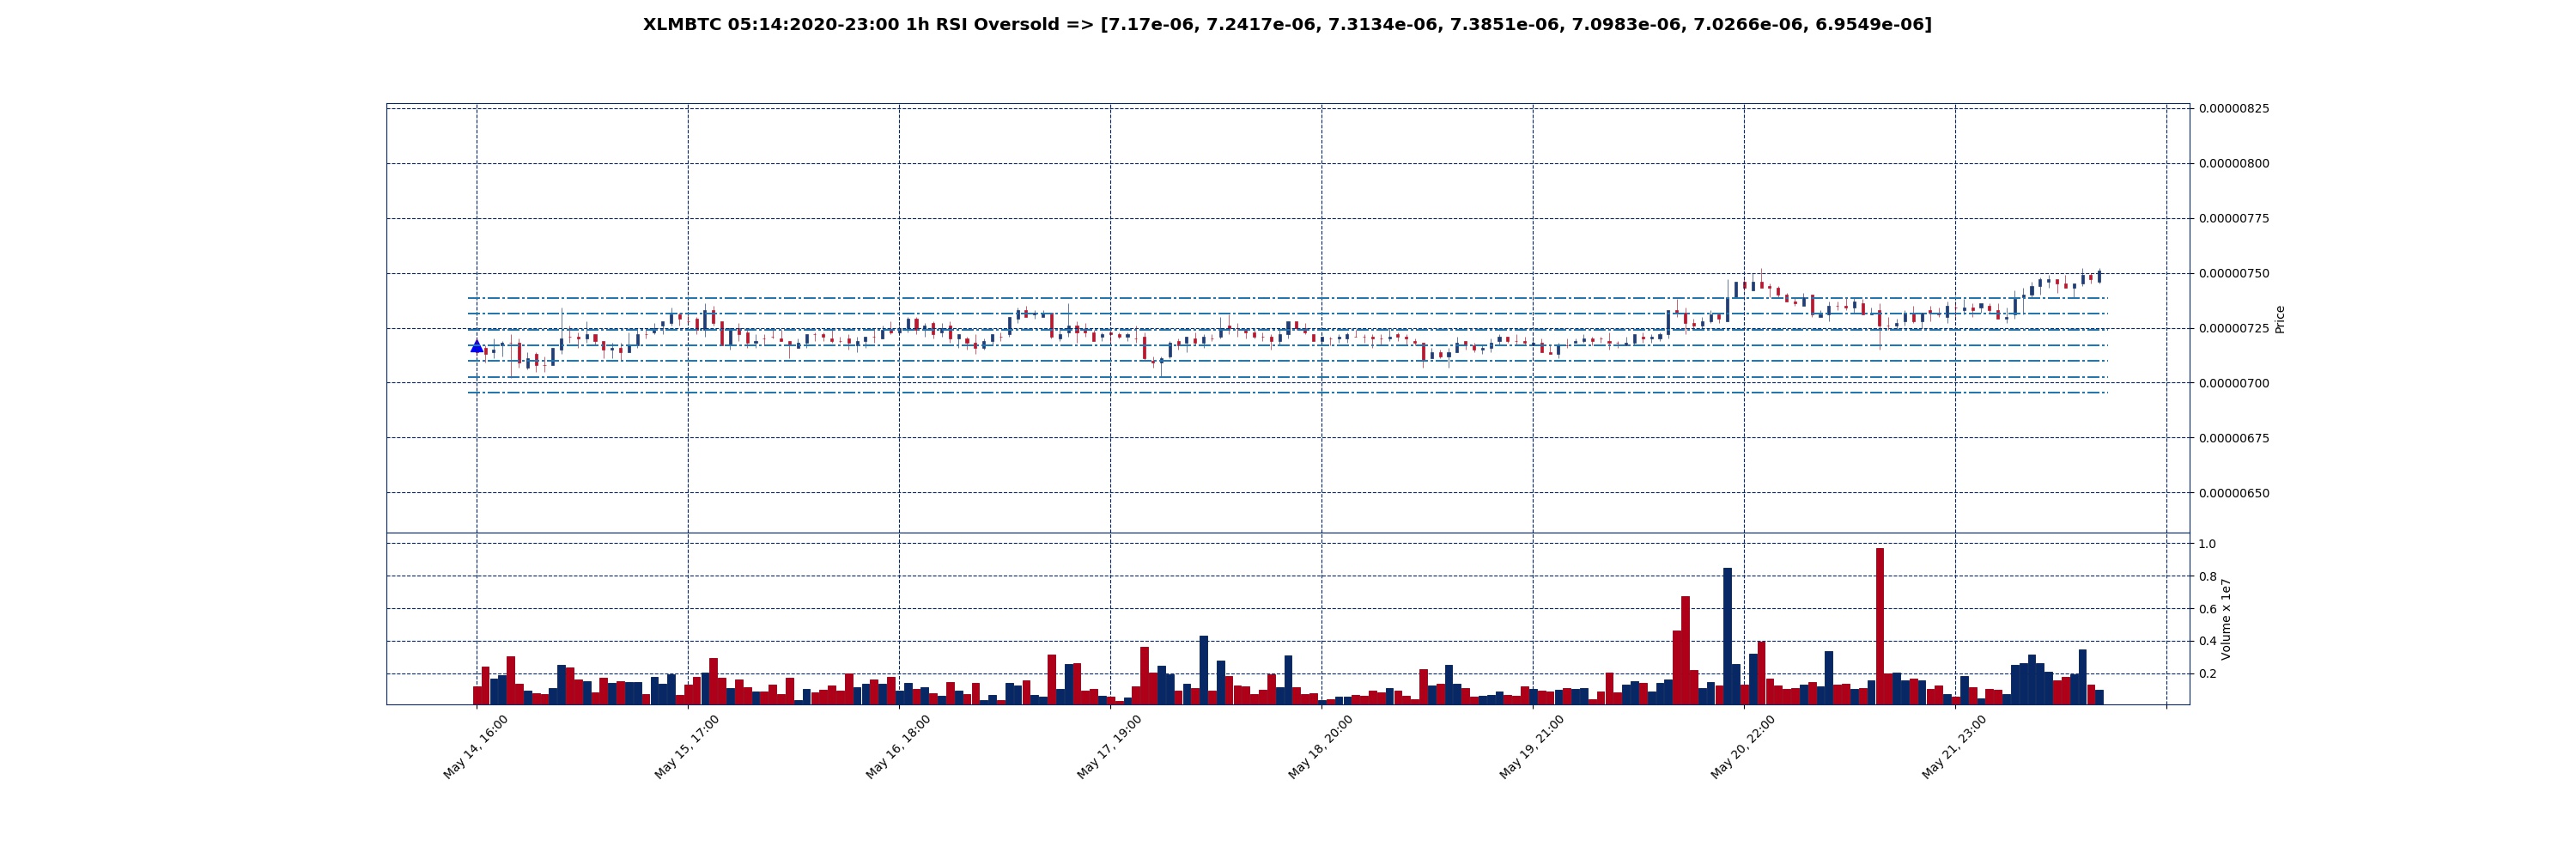 XLMBTC 05:14:2020-23:00 1h RSI Oversold => [7.17e-06, 7.2417e-06, 7.3134e-06, 7.3851e-06, 7.0983e-06, 7.0266e-06, 6.9549e-06]
0.00000825
0.00000800
0.00000775
0.00000750
0.00000725
0.00000700
0.00000675
0.00000650
Price
1.0
0.8
0.6
0.4
0.2
Volume x 1e7
May 14, 16:00
May 15, 17:00
May 16, 18:00
May 17, 19:00
May 18, 20:00
May 19, 21:00
May 20, 22:00
May 21, 23:00